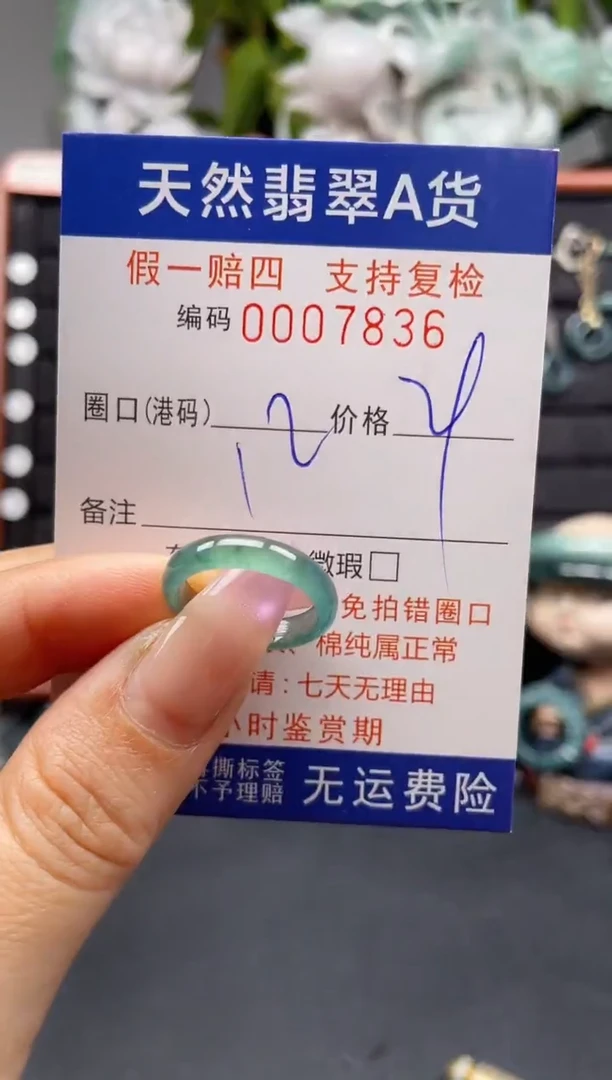 天然翡翠A货
假一赔四 支持复检
编码 0007836
圈口(港码) 12 价格
备注
微瑕□
免拍错圈口
棉纯属正常
请:七天无理由
小时鉴赏期
撕标签
不予理赔 无运费险